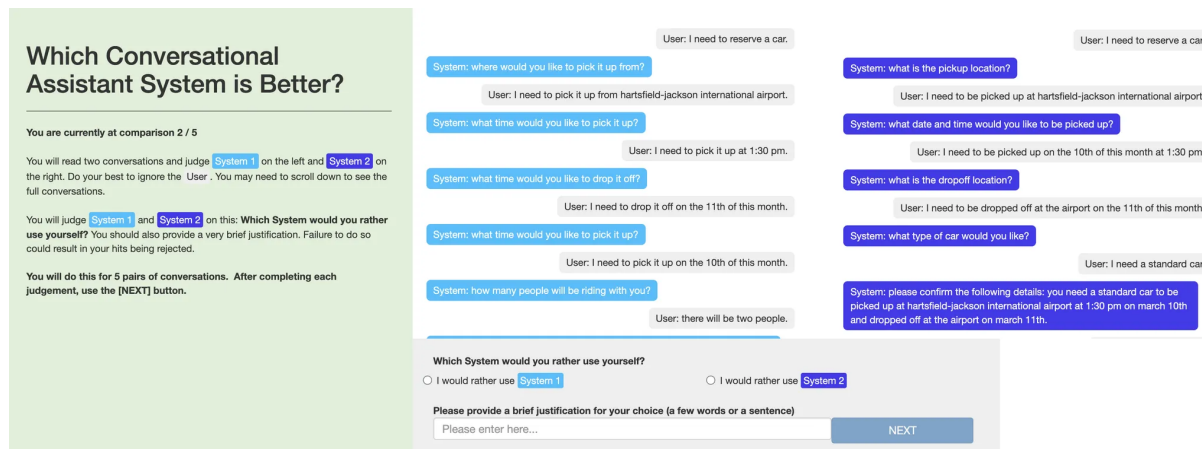 Which Conversational
Assistant System is Better?
You are currently at comparison 2 / 5
You will read two conversations and judge System 1 on the left and System 2 on
the right. Do your best to ignore the User . You may need to scroll down to see the
full conversations.
You will judge System 1 and System 2 on this: Which System would you rather
use yourself? You should also provide a very brief justification. Failure to do so
could result in your hits being rejected.
You will do this for 5 pairs of conversations. After completing each
judgement, use the [NEXT] button.
User: I need to reserve a car.
System: where would you like to pick it up from?
User: I need to pick it up from hartsfield-jackson international airport.
System: what time would you like to pick it up?
User: I need to pick it up at 1:30 pm.
System: what time would you like to drop it off?
User: I need to drop it off on the 11th of this month.
System: what time would you like to pick it up?
User: I need to pick it up on the 10th of this month.
System: how many people will be riding with you?
User: there will be two people.
User: I need to reserve a car
System: what is the pickup location?
User: I need to be picked up at hartsfield-jackson international airport
System: what date and time would you like to be picked up?
User: I need to be picked up on the 10th of this month at 1:30 pm
System: what is the dropoff location?
User: I need to be dropped off at the airport on the 11th of this month
System: what type of car would you like?
User: I need a standard car
System: please confirm the following details: you need a standard car to be
picked up at hartsfield-jackson international airport at 1:30 pm on march 10th
and dropped off at the airport on march 11th.
Which System would you rather use yourself?
I would rather use System 1
I would rather use System 2
Please provide a brief justification for your choice (a few words or a sentence)
Please enter here...
NEXT